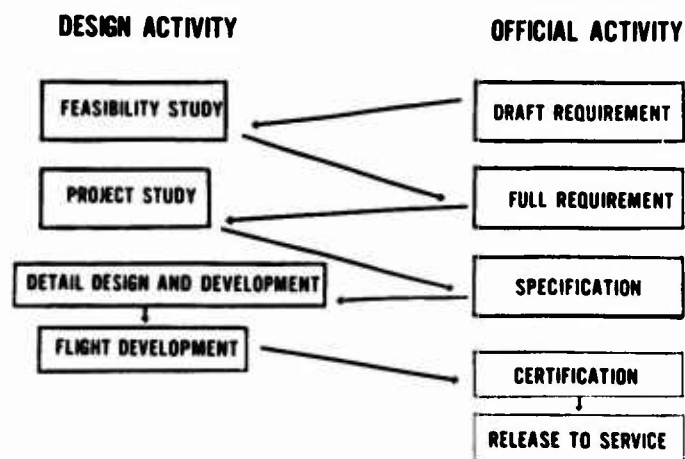 DESIGN ACTIVITY
OFFICIAL ACTIVITY
FEASIBILITY STUDY
DRAFT REQUIREMENT
PROJECT STUDY
FULL REQUIREMENT
DETAIL DESIGN AND DEVELOPMENT
SPECIFICATION
FLIGHT DEVELOPMENT
CERTIFICATION
RELEASE TO SERVICE